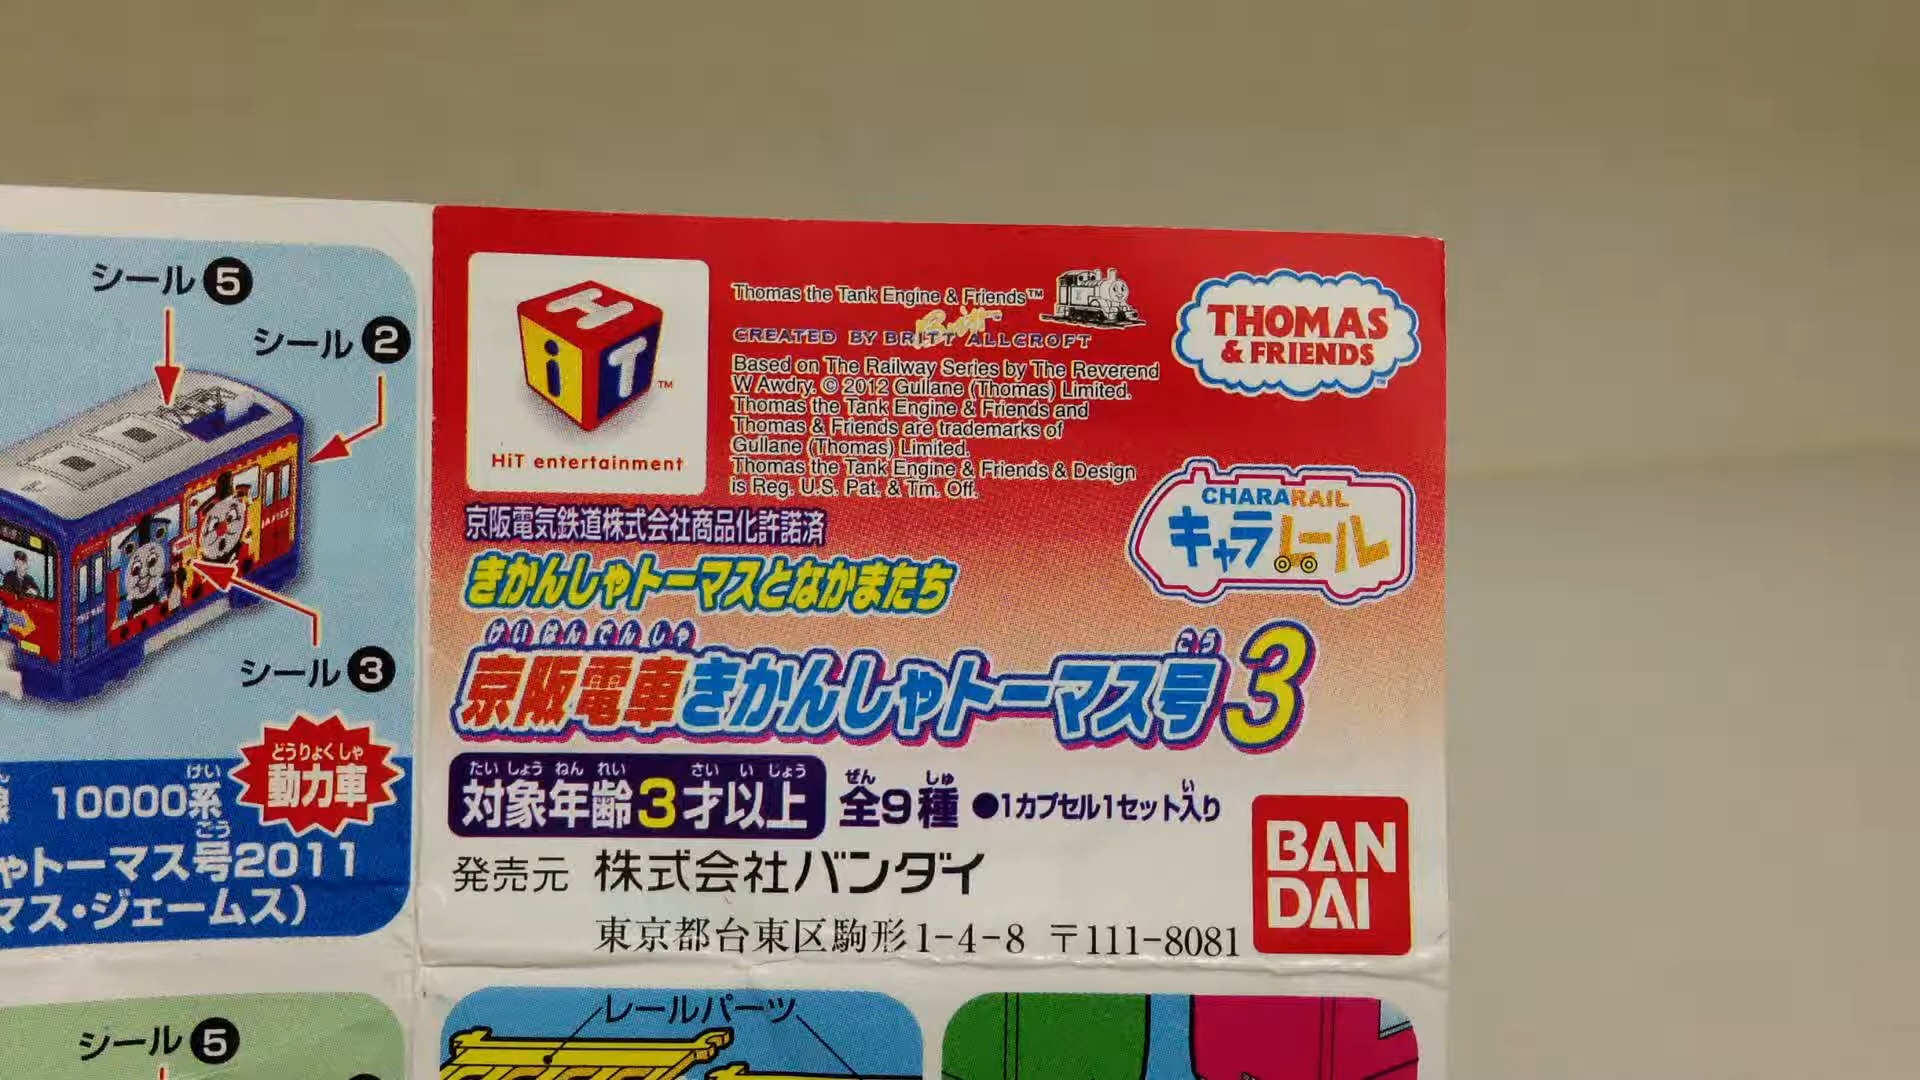 シール5
シール2
シール3
どうりょくしゃ
動力車
けい
10000系
ごう
ゃトーマス号2011
マス・ジェームス）
シール5
HiT
TM
HiT entertainment
Thomas the Tank Engine & Friends™
CREATED BY BRITT ALLCROFT
Based on The Railway Series by The Reverend
W Awdry. © 2012 Gullane (Thomas) Limited.
Thomas the Tank Engine & Friends and
Thomas & Friends are trademarks of
Gullane (Thomas) Limited.
Thomas the Tank Engine & Friends & Design
is Reg. U.S. Pat. & Tm. Off.
THOMAS
& FRIENDS
CHARARAIL
キャラレール
京阪電気鉄道株式会社商品化許諾済
きかんしゃトーマスとなかまたち
けいはんでんしゃ ごう
京阪電車きかんしゃトーマス号3
たいしょうねんれい さいいじょう
対象年齢3才以上
ぜん しゅ い
全9種 ●1カプセル1セット入り
発売元 株式会社バンダイ
東京都台東区駒形1-4-8 〒111-8081
BAN
DAI
レールパーツ